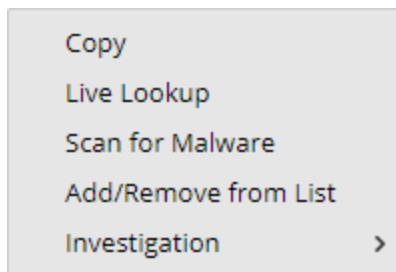 Copy
Live Lookup
Scan for Malware
Add/Remove from List
Investigation